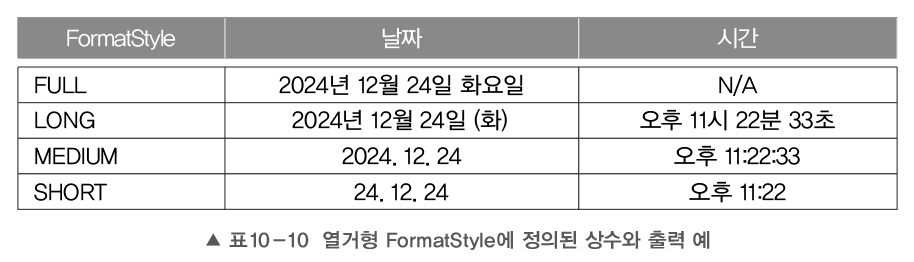 FormatStyle 날짜 시간
FULL 2024년 12월 24일 화요일 N/A
LONG 2024년 12월 24일 (화) 오후 11시 22분 33초
MEDIUM 2024. 12. 24 오후 11:22:33
SHORT 24. 12. 24 오후 11:22
▲ 표10-10 열거형 FormatStyle에 정의된 상수와 출력 예